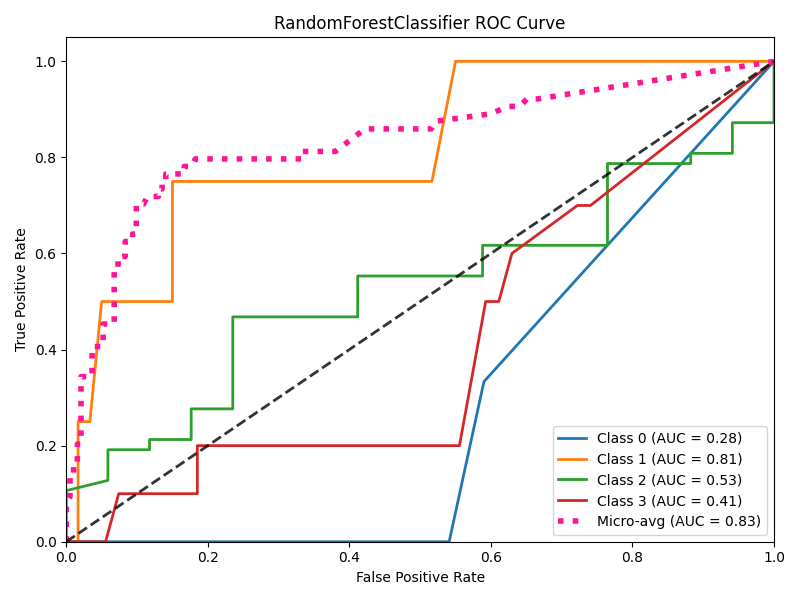 RandomForestClassifier ROC Curve
True Positive Rate
1.0
0.8
0.6
0.4
0.2
0.0
0.0 0.2 0.4 0.6 0.8 1.0
False Positive Rate
Class 0 (AUC = 0.28)
Class 1 (AUC = 0.81)
Class 2 (AUC = 0.53)
Class 3 (AUC = 0.41)
Micro-avg (AUC = 0.83)